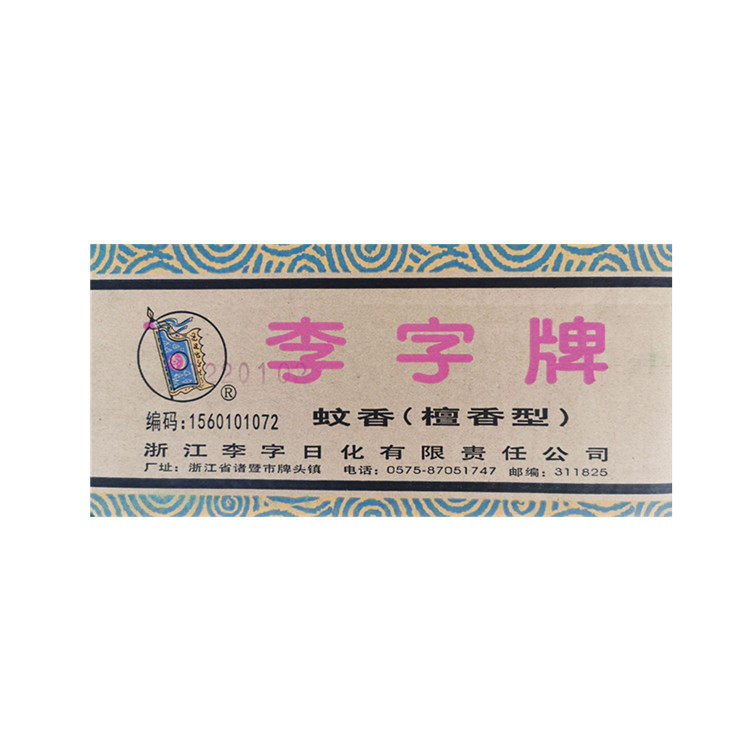 李字牌
®
编码:1560101072 蚊香(檀香型)
浙江李字日化有限责任公司
厂址:浙江省诸暨市牌头镇 电话:0575-87051747 邮编:311825